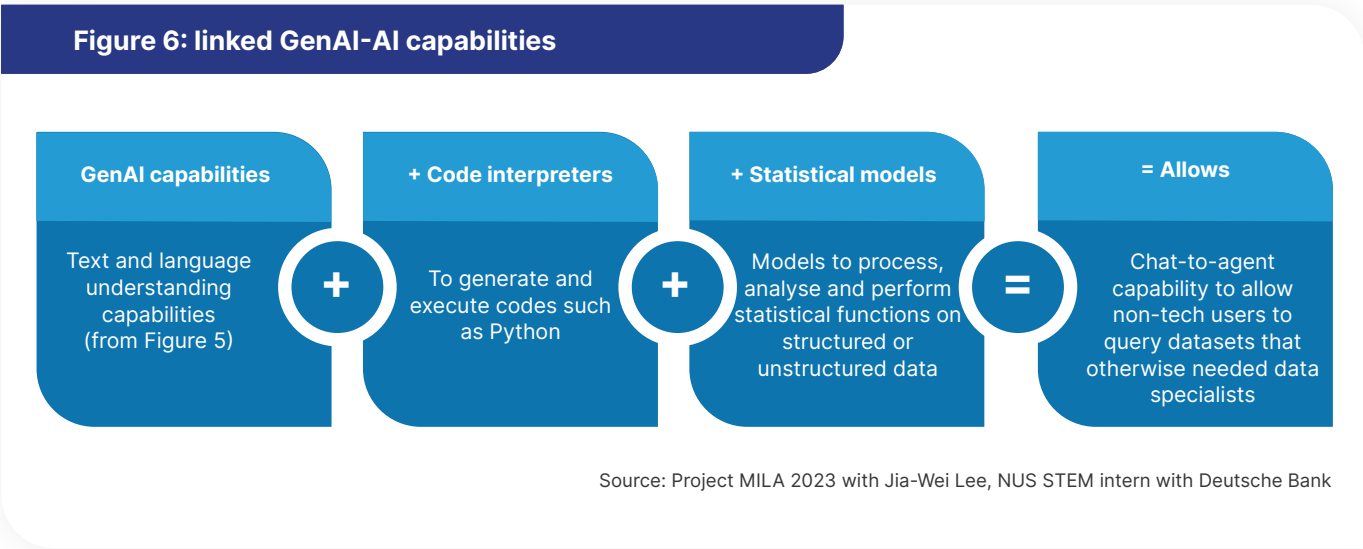 Figure 6: linked GenAI-AI capabilities
GenAI capabilities
Text and language
understanding
capabilities
(from Figure 5)
+
+ Code interpreters
To generate and
execute codes such
as Python
+
+ Statistical models
Models to process,
analyse and perform
statistical functions on
structured or
unstructured data
=
= Allows
Chat-to-agent
capability to allow
non-tech users to
query datasets that
otherwise needed data
specialists
Source: Project MILA 2023 with Jia-Wei Lee, NUS STEM intern with Deutsche Bank